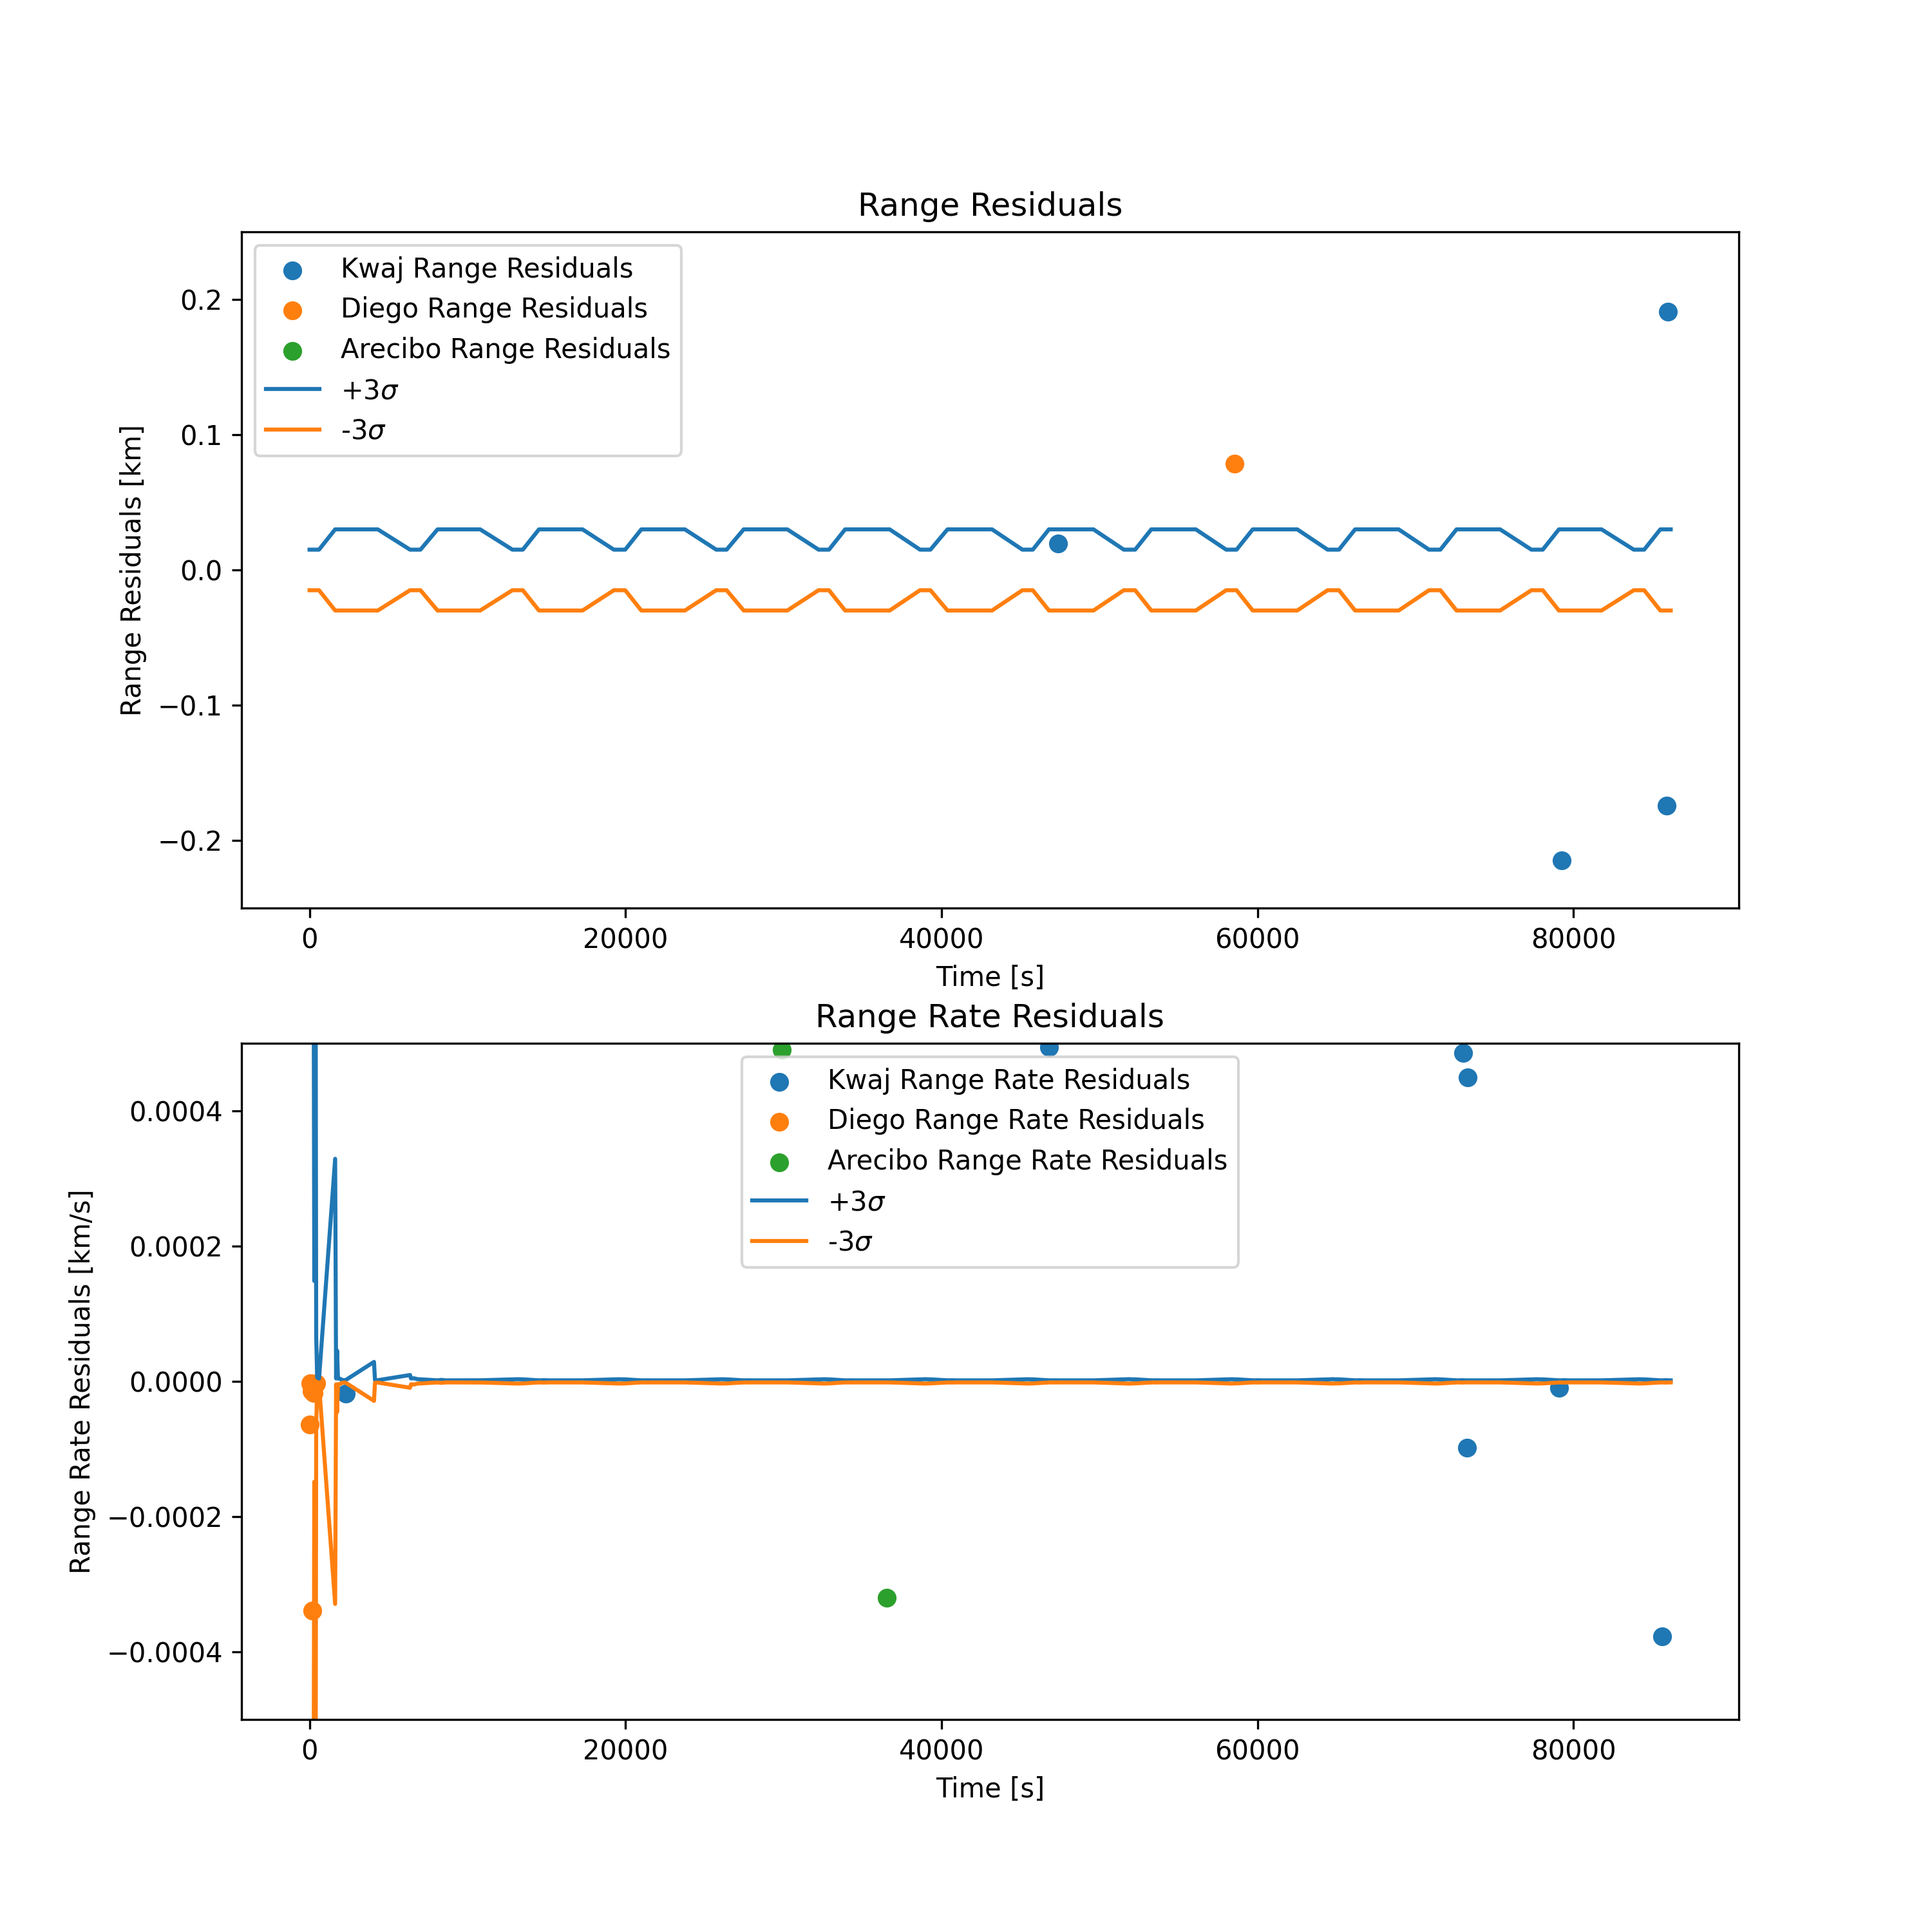 Range Residuals
Kwaj Range Residuals
Diego Range Residuals
Arecibo Range Residuals
+3σ
-3σ
Range Residuals [km]
0.2
0.1
0.0
−0.1
−0.2
0 20000 40000 60000 80000
Time [s]
Range Rate Residuals
Kwaj Range Rate Residuals
Diego Range Rate Residuals
Arecibo Range Rate Residuals
+3σ
-3σ
Range Rate Residuals [km/s]
0.0004
0.0002
0.0000
−0.0002
−0.0004
0 20000 40000 60000 80000
Time [s]